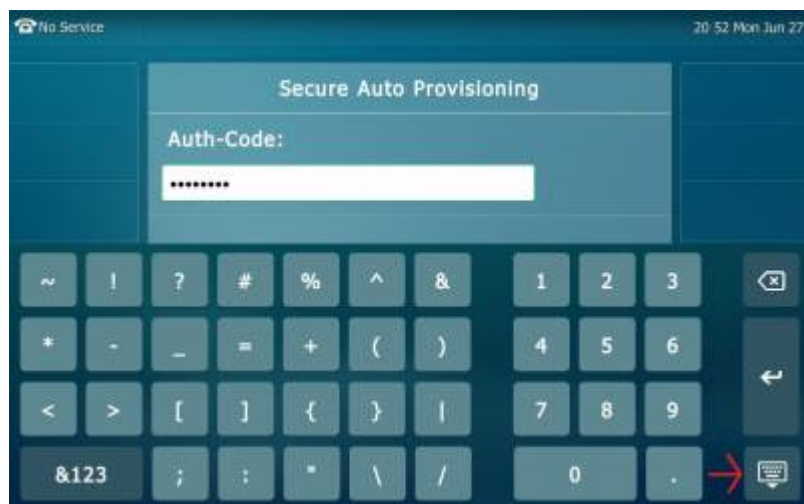 No Service 20 52 Mon Jun 27
Secure Auto Provisioning
Auth-Code:
••••••••
~ ! ? # % ^ & 1 2 3
* - _ = + ( ) 4 5 6
< > [ ] { } | 7 8 9
&123 ; : " \ / 0 .